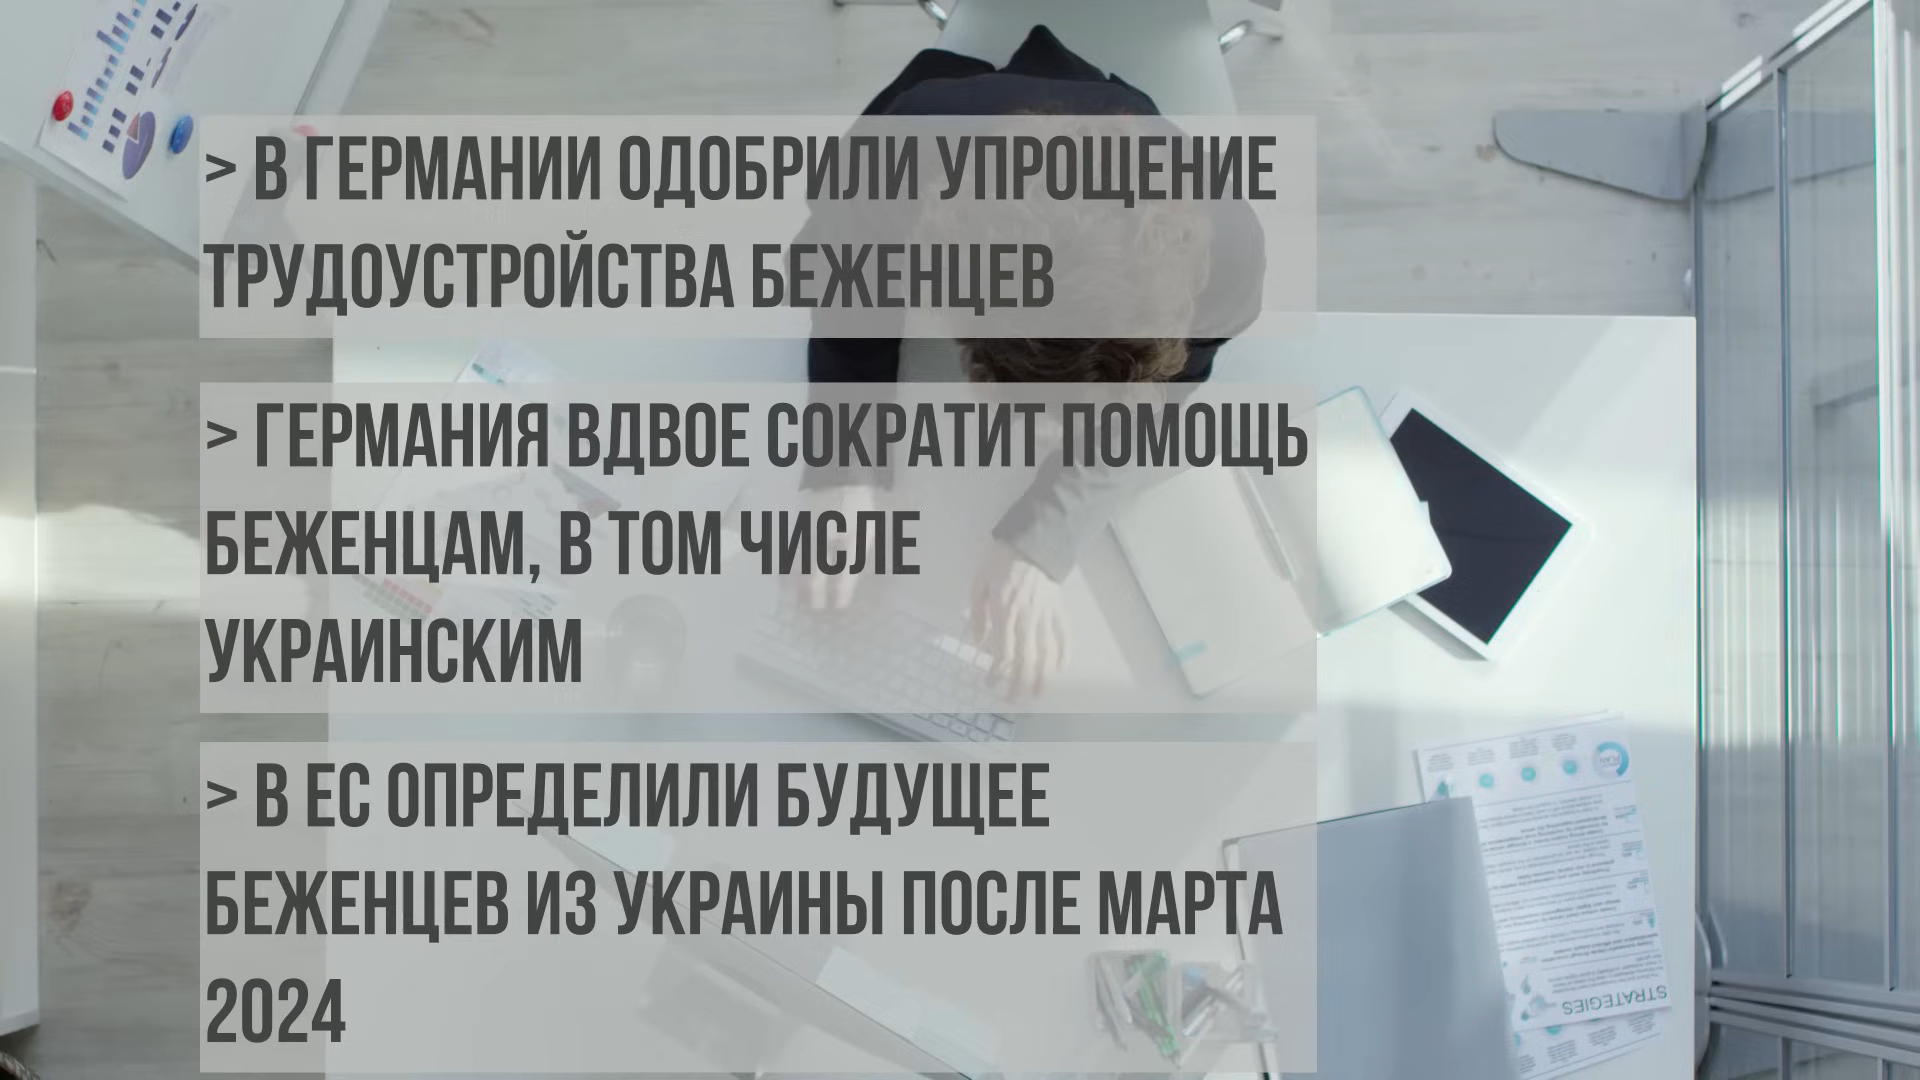 > В ГЕРМАНИИ ОДОБРИЛИ УПРОЩЕНИЕ
ТРУДОУСТРОЙСТВА БЕЖЕНЦЕВ
> ГЕРМАНИЯ ВДВОЕ СОКРАТИТ ПОМОЩЬ
БЕЖЕНЦАМ, В ТОМ ЧИСЛЕ
УКРАИНСКИМ
> В ЕС ОПРЕДЕЛИЛИ БУДУЩЕЕ
БЕЖЕНЦЕВ ИЗ УКРАИНЫ ПОСЛЕ МАРТА
2024
STRATEGIES